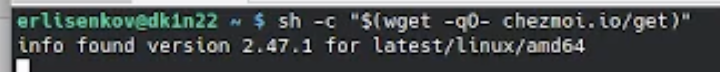 erlisenkov@dk1n22 ~ $ sh -c "$(wget -qO- chezmoi.io/get)"
info found version 2.47.1 for latest/linux/amd64